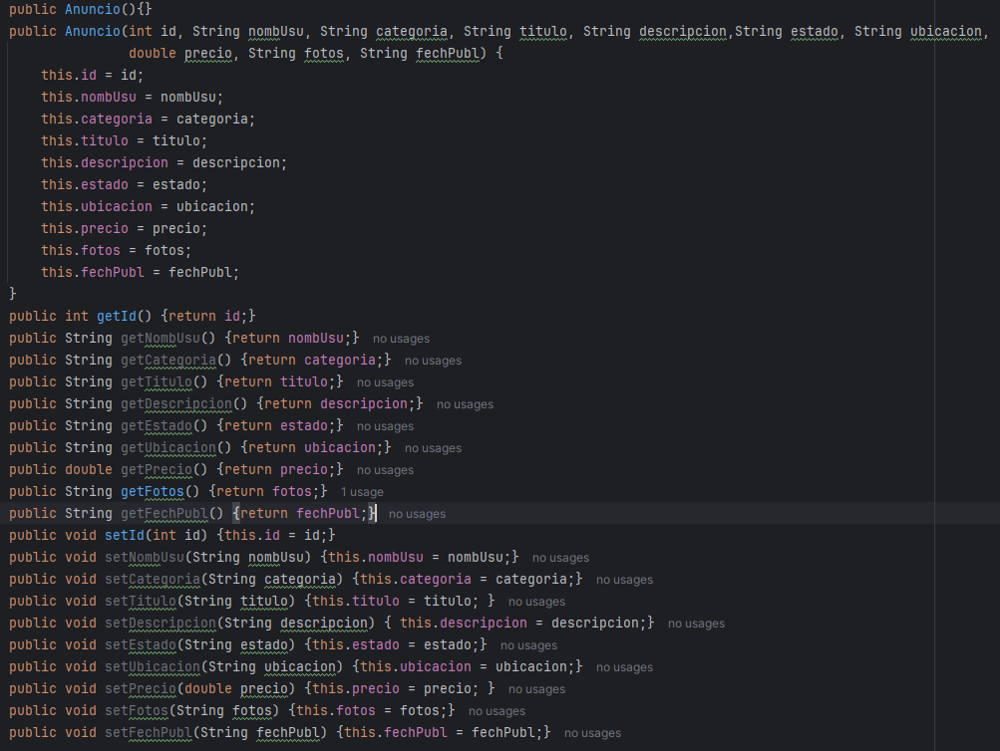 public Anuncio(){}
public Anuncio(int id, String nombUsu, String categoria, String titulo, String descripcion,String estado, String ubicacion,
double precio, String fotos, String fechPubl) {
this.id = id;
this.nombUsu = nombUsu;
this.categoria = categoria;
this.titulo = titulo;
this.descripcion = descripcion;
this.estado = estado;
this.ubicacion = ubicacion;
this.precio = precio;
this.fotos = fotos;
this.fechPubl = fechPubl;
}
public int getId() {return id;}
public String getNombUsu() {return nombUsu;} no usages
public String getCategoria() {return categoria;} no usages
public String getTitulo() {return titulo;} no usages
public String getDescripcion() {return descripcion;} no usages
public String getEstado() {return estado;} no usages
public String getUbicacion() {return ubicacion;} no usages
public double getPrecio() {return precio;} no usages
public String getFotos() {return fotos;} 1 usage
public String getFechPubl() {return fechPubl;} no usages
public void setId(int id) {this.id = id;}
public void setNombUsu(String nombUsu) {this.nombUsu = nombUsu;} no usages
public void setCategoria(String categoria) {this.categoria = categoria;} no usages
public void setTitulo(String titulo) {this.titulo = titulo; } no usages
public void setDescripcion(String descripcion) { this.descripcion = descripcion;} no usages
public void setEstado(String estado) {this.estado = estado;} no usages
public void setUbicacion(String ubicacion) {this.ubicacion = ubicacion;} no usages
public void setPrecio(double precio) {this.precio = precio; } no usages
public void setFotos(String fotos) {this.fotos = fotos;} no usages
public void setFechPubl(String fechPubl) {this.fechPubl = fechPubl;} no usages